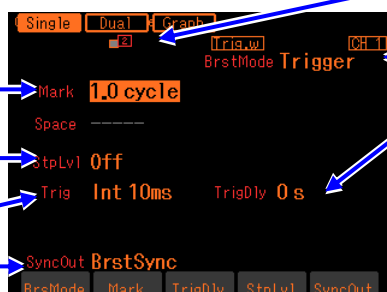 Single Dual Graph
2
Trig.w CH 1
BrstMode Trigger
Mark 1.0 cycle
Space -----
StpLvl Off
Trig Int 10ms TrigDly 0 s
SyncOut BrstSync
BrsMode Mark TrigDly StpLvl SyncOut